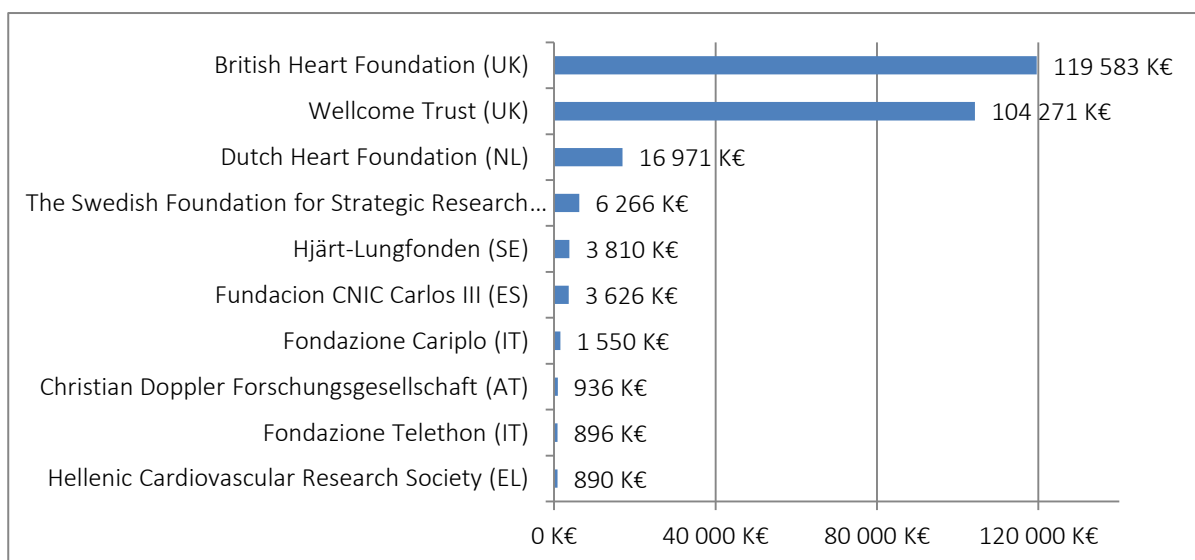 British Heart Foundation (UK) 119 583 K€
Wellcome Trust (UK) 104 271 K€
Dutch Heart Foundation (NL) 16 971 K€
The Swedish Foundation for Strategic Research... 6 266 K€
Hjärt-Lungfonden (SE) 3 810 K€
Fundacion CNIC Carlos III (ES) 3 626 K€
Fondazione Cariplo (IT) 1 550 K€
Christian Doppler Forschungsgesellschaft (AT) 936 K€
Fondazione Telethon (IT) 896 K€
Hellenic Cardiovascular Research Society (EL) 890 K€
0 K€ 40 000 K€ 80 000 K€ 120 000 K€